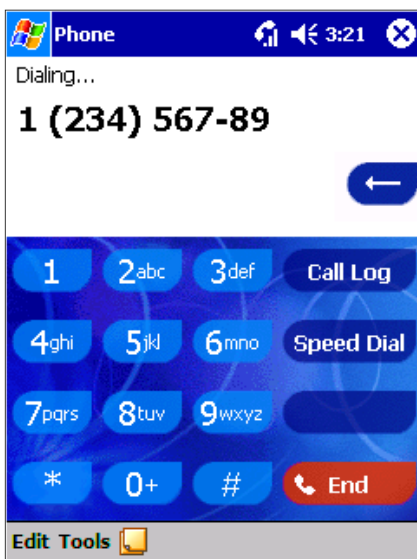 Phone 3:21
Dialing...
1 (234) 567-89
1 2abc 3def Call Log
4ghi 5jkl 6mno Speed Dial
7pqrs 8tuv 9wxyz
* 0+ # End
Edit Tools